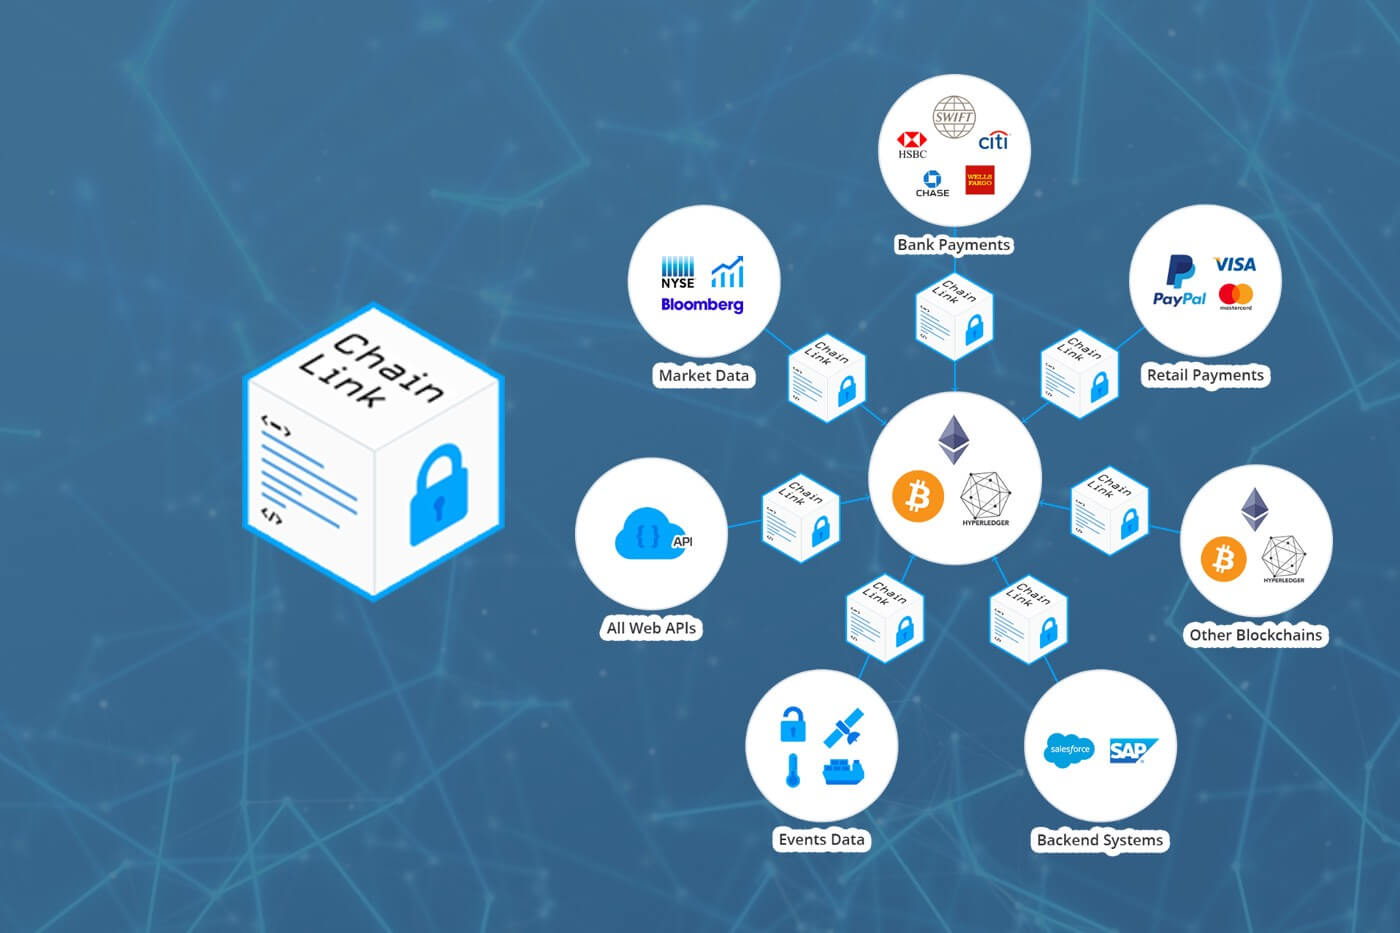 Chain
Link
SWIFT
HSBC
citi
CHASE
WELLS
FARGO
Bank Payments
NYSE
Bloomberg
Market Data
PayPal
VISA
mastercard
Retail Payments
Chain
Link
Chain
Link
Chain
Link
HYPERLEDGER
API
All Web APIs
Chain
Link
Chain
Link
HYPERLEDGER
Other Blockchains
Chain
Link
Chain
Link
Events Data
salesforce
SAP
Backend Systems